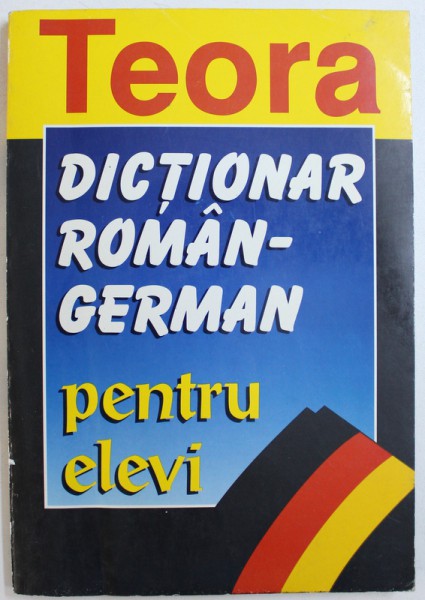 Teora
DICȚIONAR
ROMÂN-
GERMAN
pentru
elevi